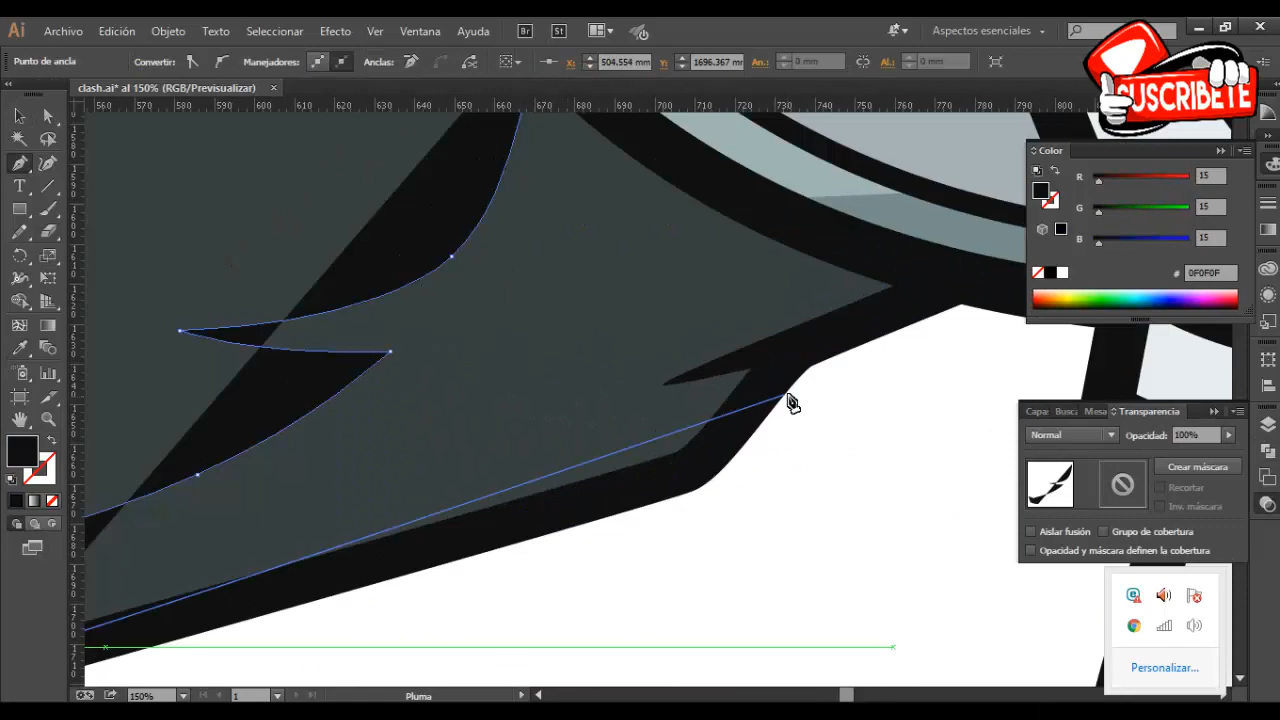 Ai Archivo Edición Objeto Texto Seleccionar Efecto Ver Ventana Ayuda Br St Aspectos esenciales
Punto de ancla Convertir: Manejadores: Anclas: X: 504.554 mm Y: 1696.367 mm An.: 0 mm AL: 0 mm
SUSCRIBETE
clash.ai* al 150% (RGB/Previsualizar) ×
560 570 580 590 600 610 620 630 640 650 660 670 680 690 700 710 720 730 740 750 760 770 780 790 800
Color
R 15
G 15
B 15
# 0F0F0F
Capa Busca Mesa Transparencia
Normal Opacidad: 100%
Crear máscara
Recortar
Inv. máscara
Aislar fusión Grupo de cobertura
Opacidad y máscara definen la cobertura
Personalizar...
150% 1 Pluma